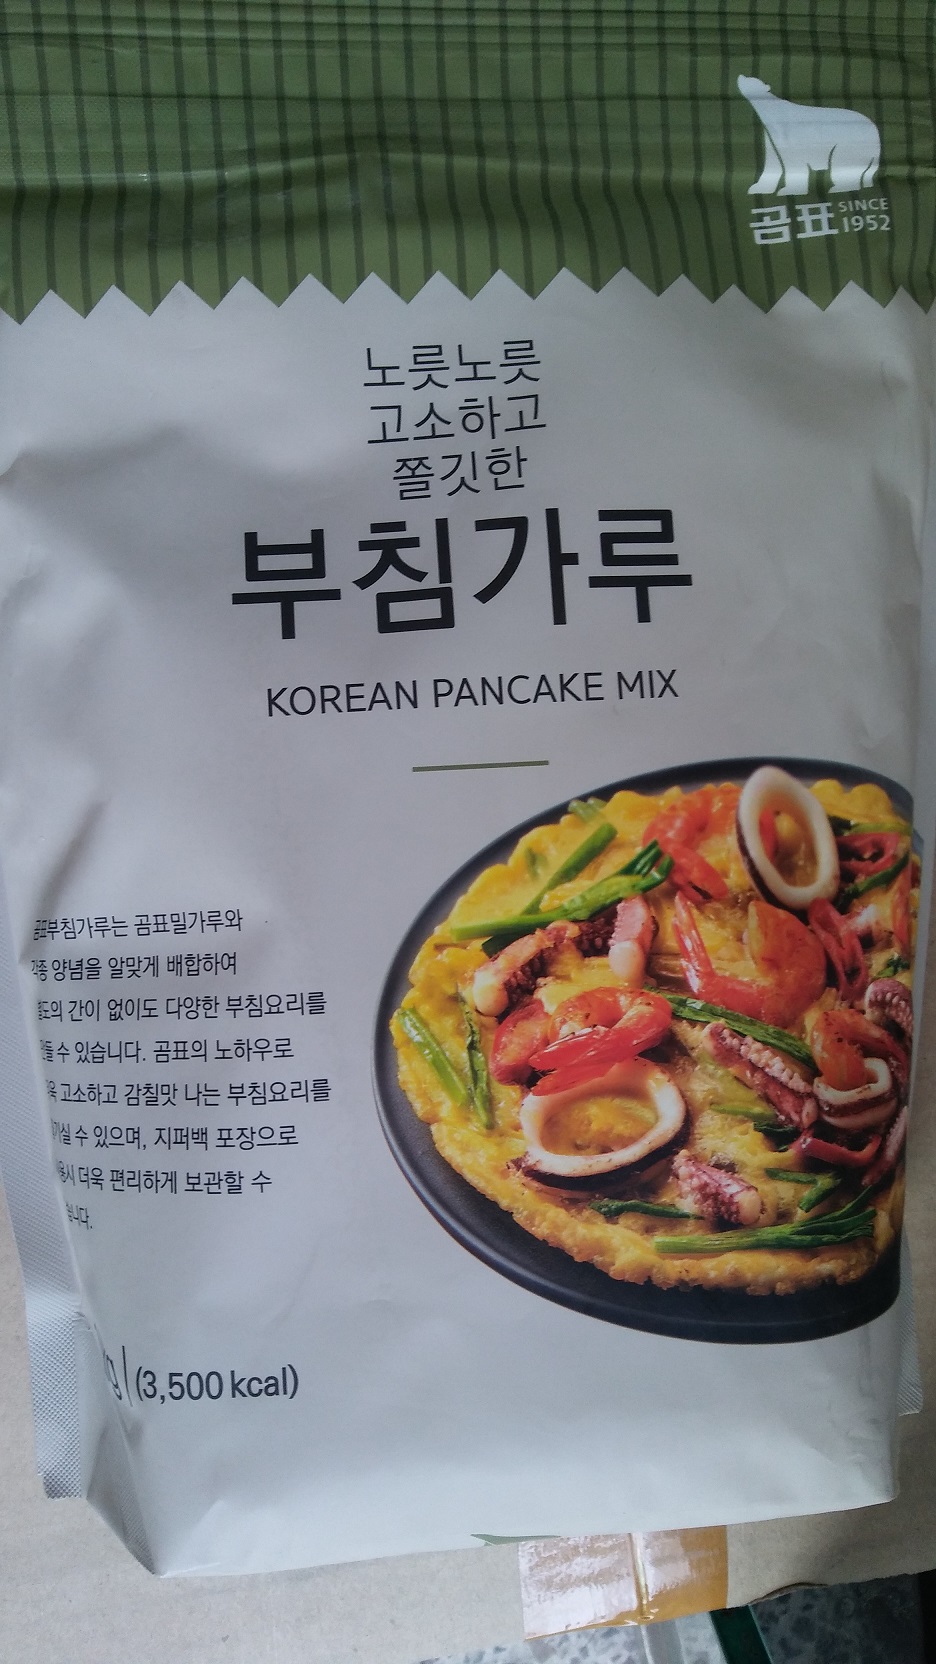 곰표 SINCE 1952
노릇노릇
고소하고
쫄깃한
부침가루
KOREAN PANCAKE MIX
곰표부침가루는 곰표밀가루와
각종 양념을 알맞게 배합하여
간이 없이도 다양한 부침요리를
수 있습니다. 곰표의 노하우로
고소하고 감칠맛 나는 부침요리를
수 있으며, 지퍼백 포장으로
더욱 편리하게 보관할 수
(3,500 kcal)